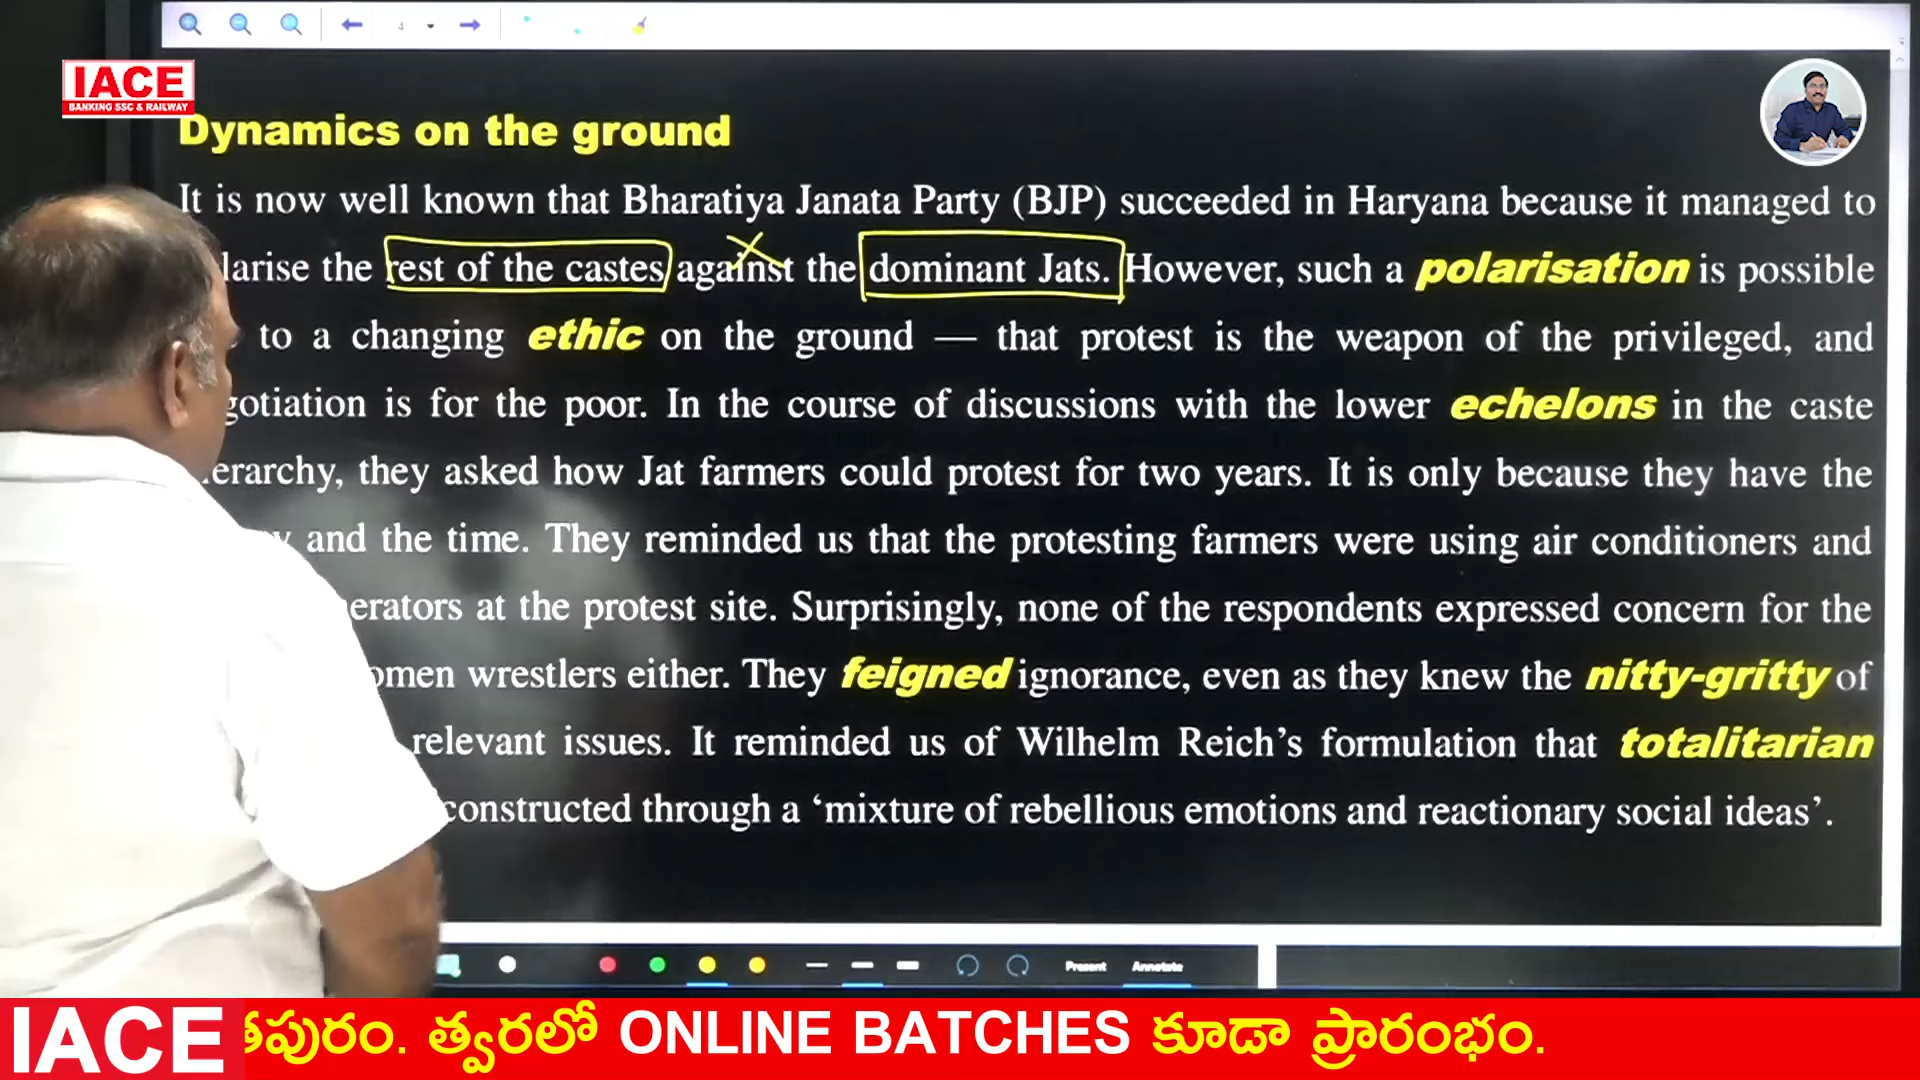 4
IACE
BANKING SSC & RAILWAY
Dynamics on the ground
It is now well known that Bharatiya Janata Party (BJP) succeeded in Haryana because it managed to
larise the rest of the castes against the dominant Jats. However, such a polarisation is possible
to a changing ethic on the ground — that protest is the weapon of the privileged, and
gotiation is for the poor. In the course of discussions with the lower echelons in the caste
erarchy, they asked how Jat farmers could protest for two years. It is only because they have the
and the time. They reminded us that the protesting farmers were using air conditioners and
nerators at the protest site. Surprisingly, none of the respondents expressed concern for the
omen wrestlers either. They feigned ignorance, even as they knew the nitty-gritty of
relevant issues. It reminded us of Wilhelm Reich’s formulation that totalitarian
constructed through a ‘mixture of rebellious emotions and reactionary social ideas’.
Present Annotate
IACE తపురం. త్వరలో ONLINE BATCHES కూడా ప్రారంభం.